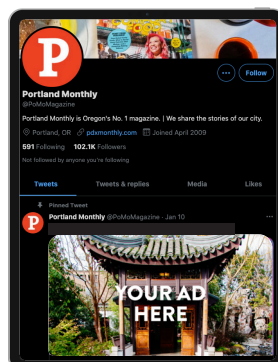 P
Follow
Portland Monthly
@PoMoMagazine
Portland Monthly is Oregon's No. 1 magazine. | We share the stories of our city.
Portland, OR pdxmonthly.com Joined April 2009
591 Following 102.1K Followers
Not followed by anyone you're following
Tweets Tweets & replies Media Likes
Pinned Tweet
P Portland Monthly @PoMoMagazine · Jan 10
YOUR AD
HERE